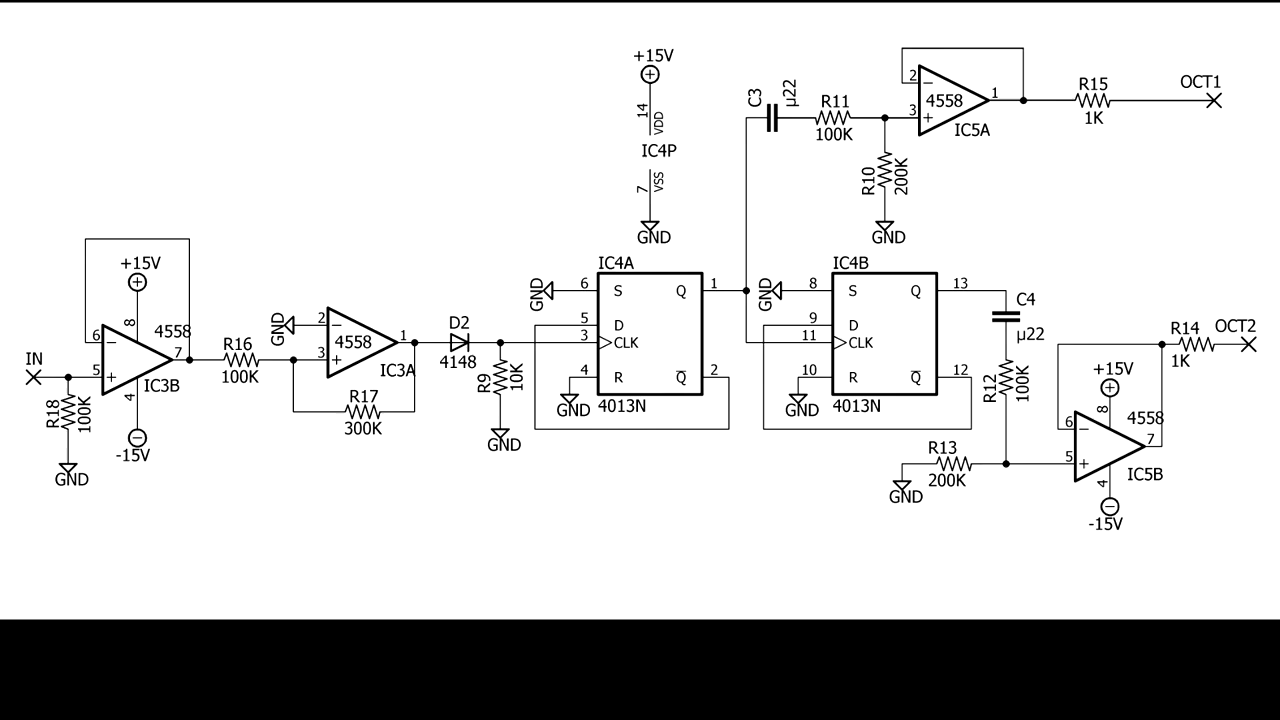 +15V
14
VDD
IC4P
7
VSS
GND
C3
µ22
R11
100K
R10
200K
GND
2
3
4558
1
IC5A
R15
1K
OCT1
IN
R18
100K
GND
+15V
8
6
5
4558
7
IC3B
4
-15V
R16
100K
GND
2
3
4558
1
IC3A
R17
300K
D2
4148
R9
10K
GND
IC4A
GND
6
S
Q
1
5
D
3
CLK
4
R
Q
2
GND
4013N
IC4B
GND
8
S
Q
13
9
D
11
CLK
10
R
Q
12
GND
4013N
C4
µ22
R12
100K
R13
200K
GND
+15V
8
6
5
4558
7
IC5B
4
-15V
R14
1K
OCT2